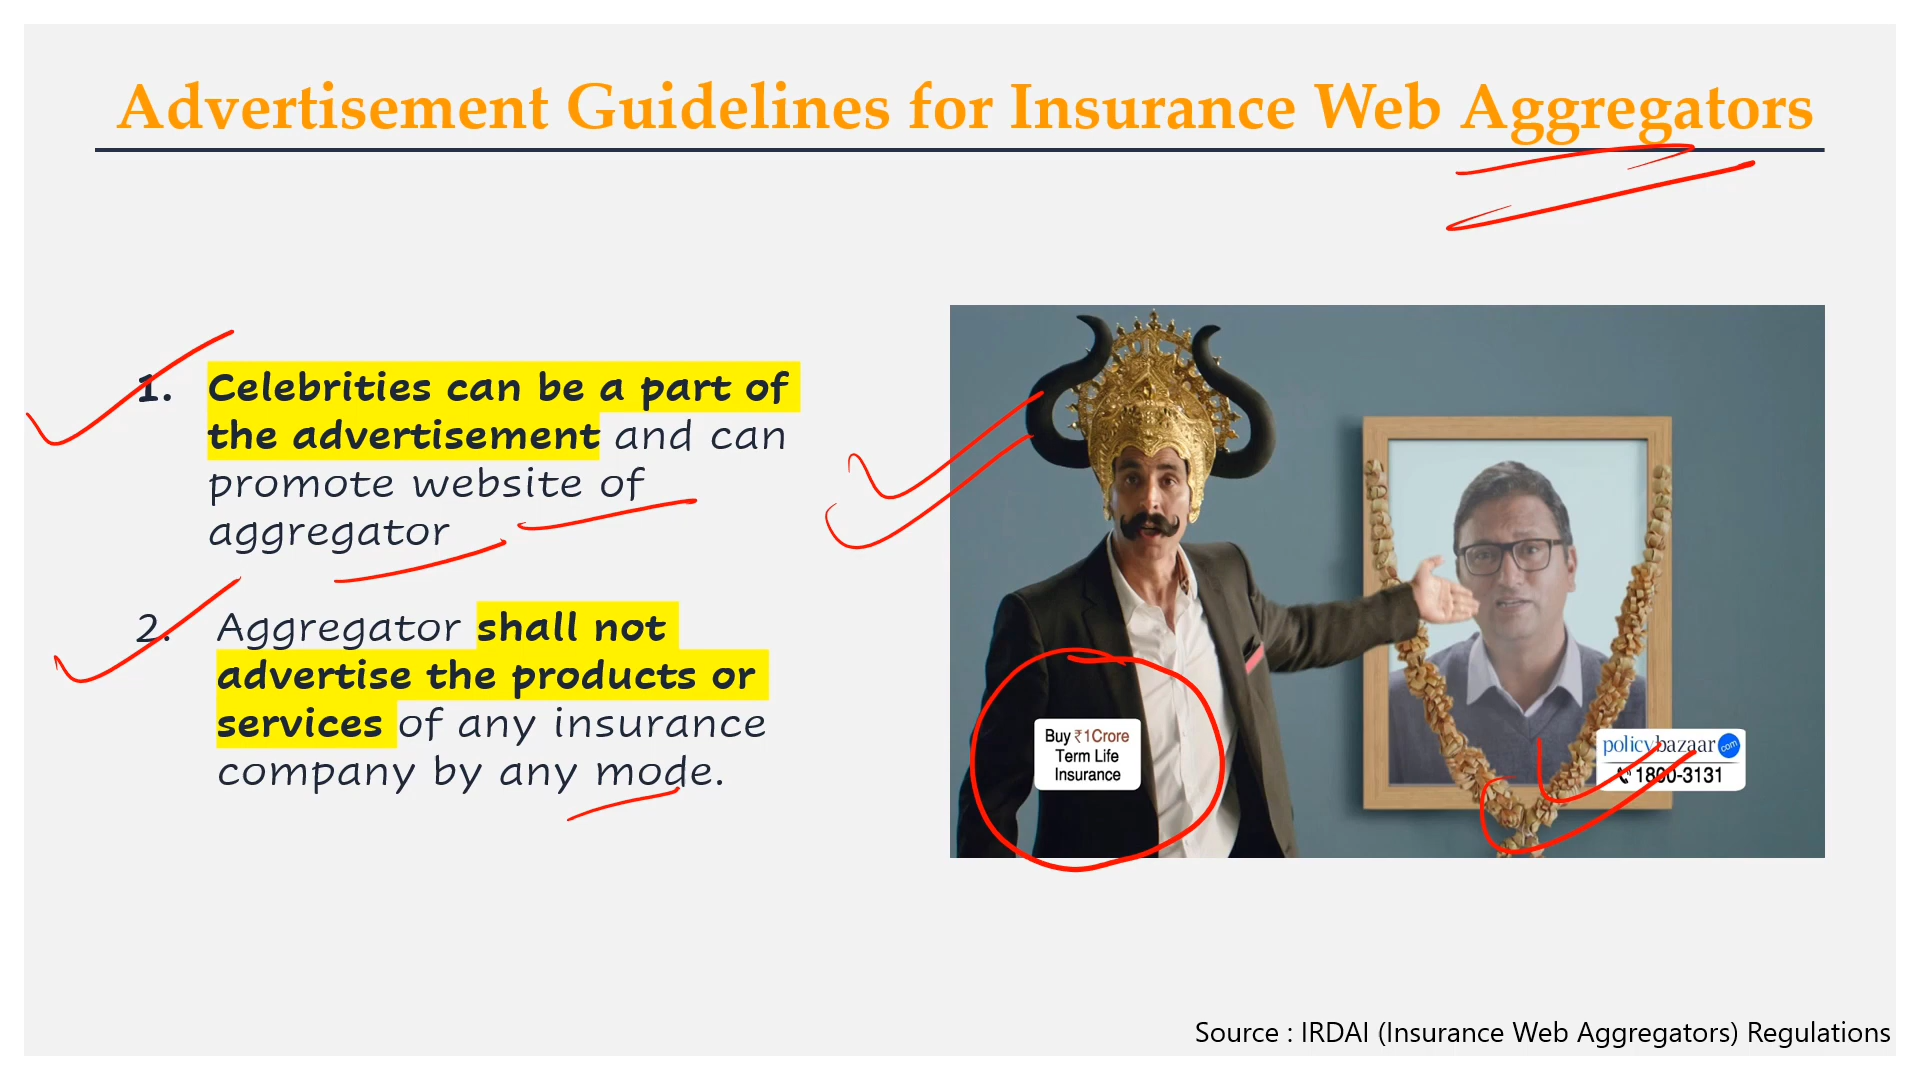 Advertisement Guidelines for Insurance Web Aggregators
1. Celebrities can be a part of
the advertisement and can
promote website of
aggregator
2. Aggregator shall not
advertise the products or
services of any insurance
company by any mode.
Buy ₹1Crore
Term Life
Insurance
policybazaar.com
1800-3131
Source : IRDAI (Insurance Web Aggregators) Regulations